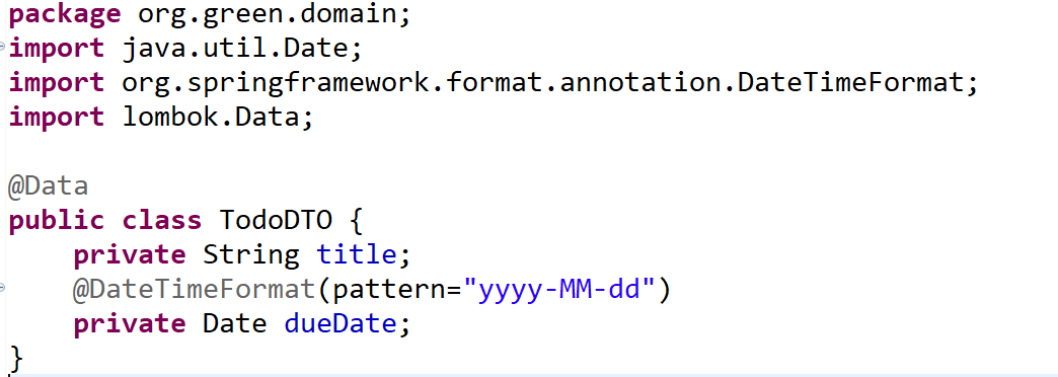 package org.green.domain;
import java.util.Date;
import org.springframework.format.annotation.DateTimeFormat;
import lombok.Data;
@Data
public class TodoDTO {
private String title;
@DateTimeFormat(pattern="yyyy-MM-dd")
private Date dueDate;
}